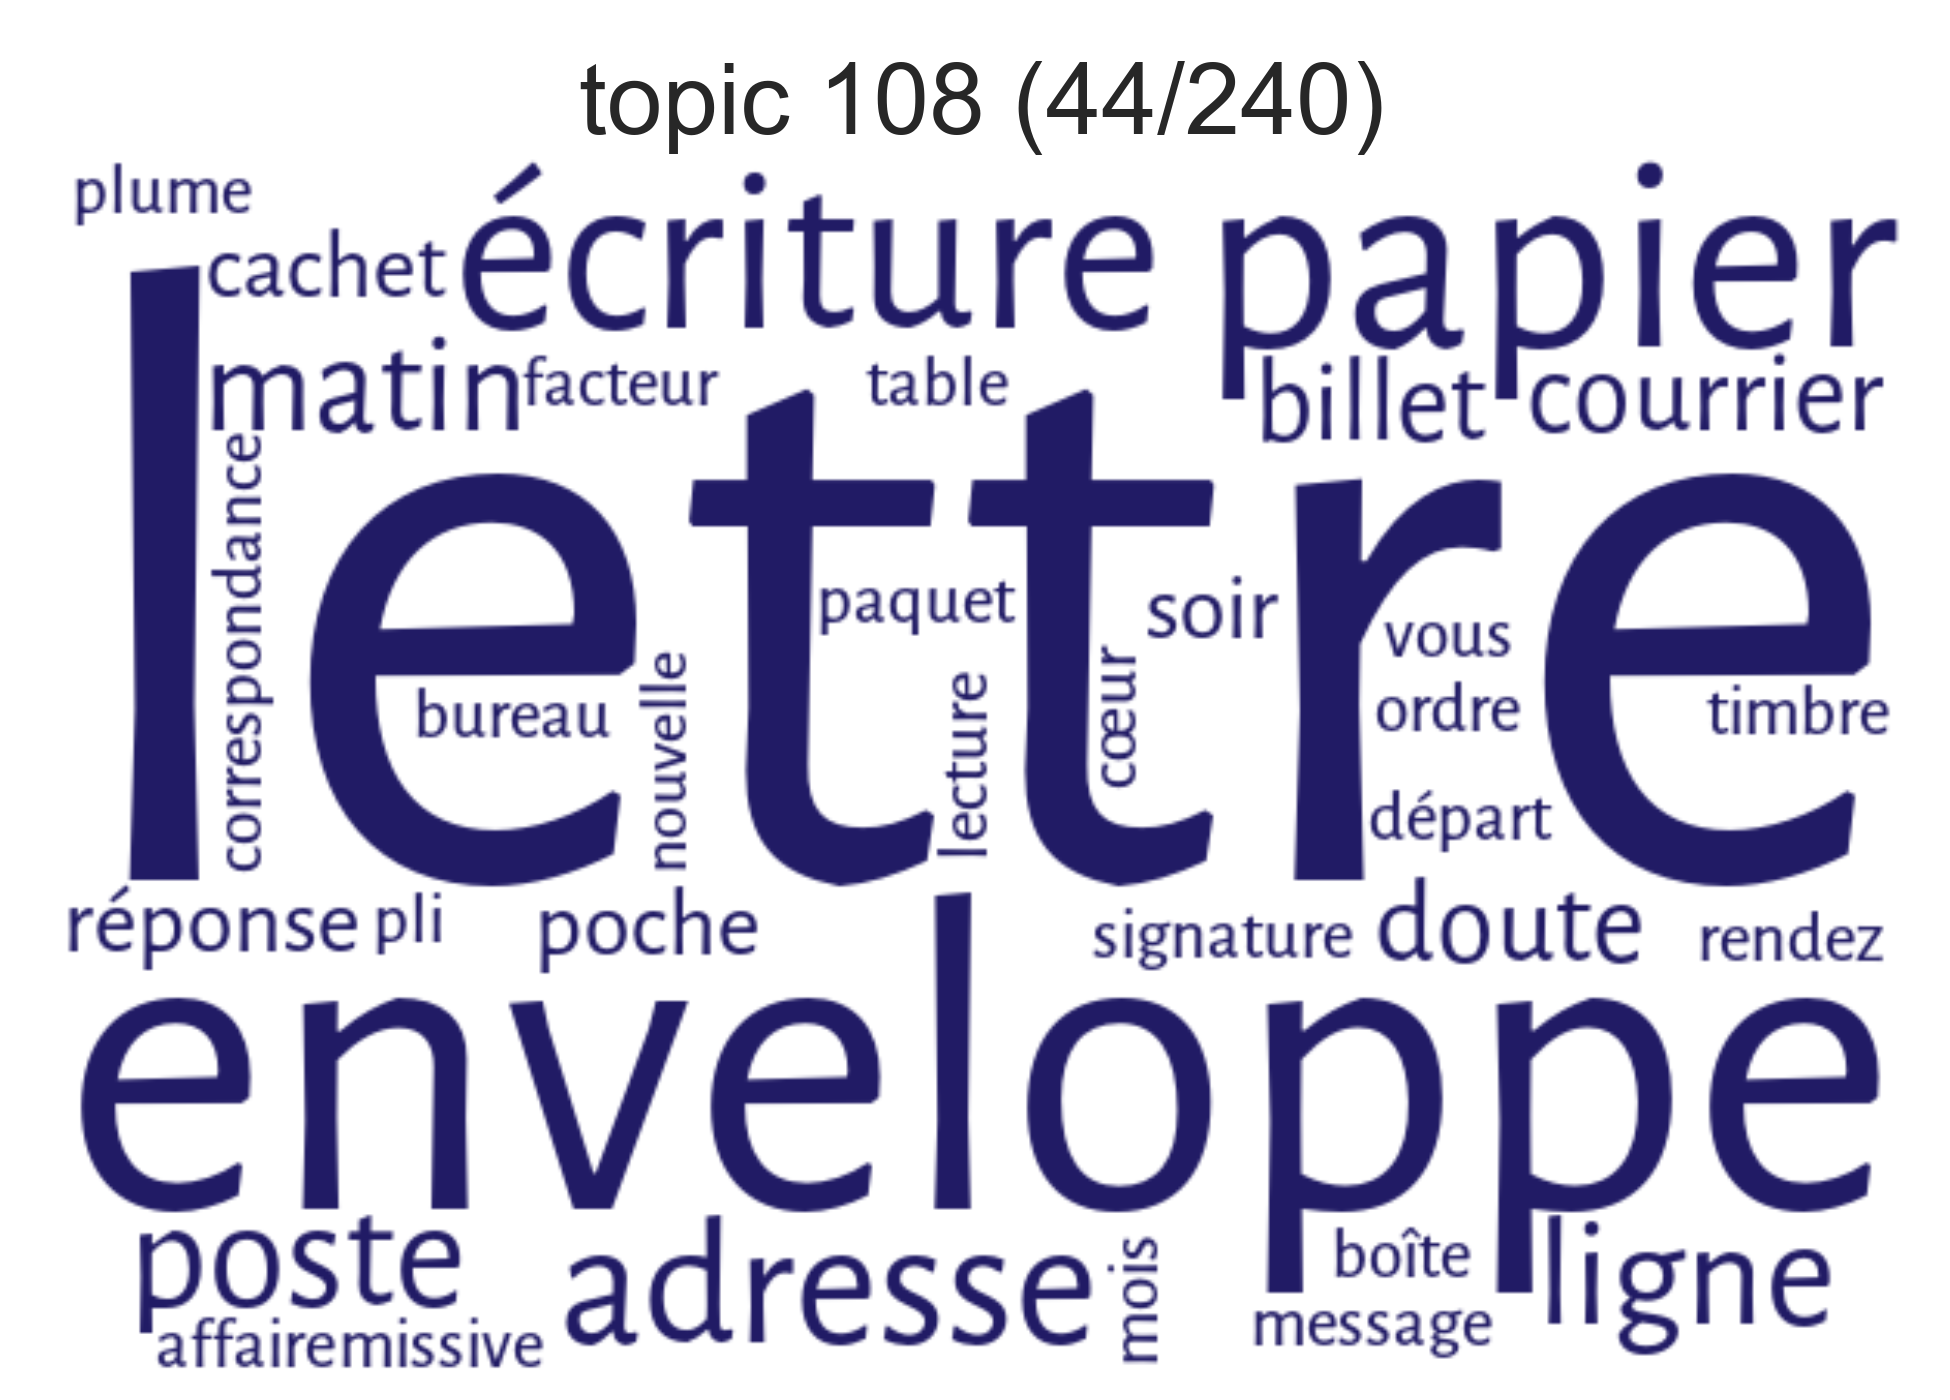 topic 108 (44/240)
plume
cachet écriture papier
matin facteur table billet courrier
lettre
correspondance
paquet soir vous
bureau nouvelle lecture cœur ordre timbre
départ
réponse pli poche signature doute rendez
enveloppe
poste adresse mois boîte ligne
affaire missive message